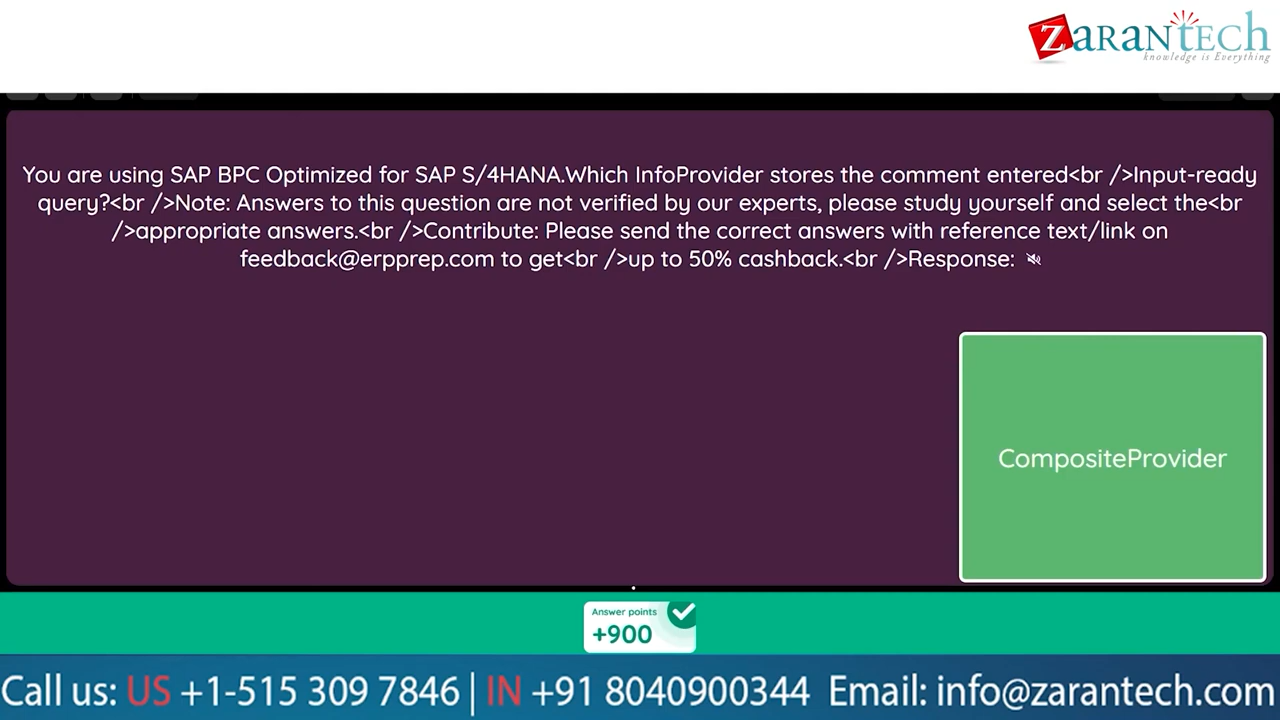 ZARANTECH
knowledge is Everything
You are using SAP BPC Optimized for SAP S/4HANA.Which InfoProvider stores the comment entered<br />Input-ready
query?<br />Note: Answers to this question are not verified by our experts, please study yourself and select the<br
/>appropriate answers.<br />Contribute: Please send the correct answers with reference text/link on
feedback@erpprep.com to get<br />up to 50% cashback.<br />Response:
CompositeProvider
Answer points
+900
Call us: US +1-515 309 7846 | IN +91 8040900344 Email: info@zarantech.com